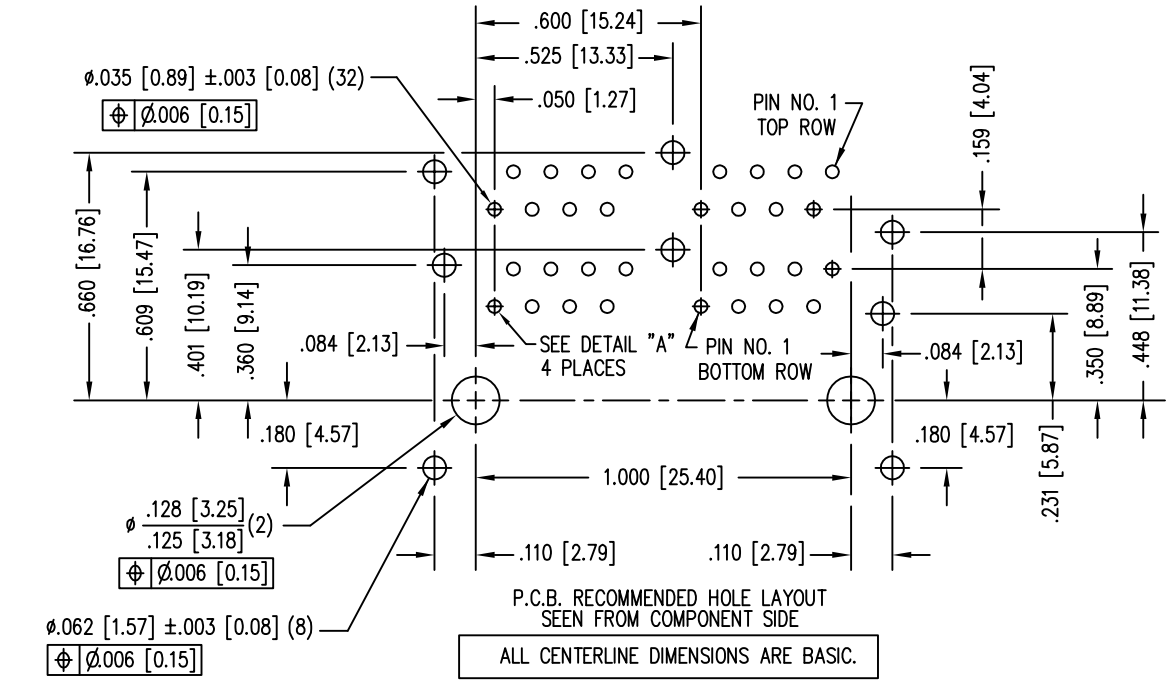 .600 [15.24]
.525 [13.33]
ø.035 [0.89] ±.003 [0.08] (32)
⌖ Ø.006 [0.15]
.050 [1.27]
PIN NO. 1
TOP ROW
.159 [4.04]
.660 [16.76]
.609 [15.47]
.401 [10.19]
.360 [9.14]
.084 [2.13]
SEE DETAIL "A"
4 PLACES
PIN NO. 1
BOTTOM ROW
.084 [2.13]
.350 [8.89]
.448 [11.38]
.180 [4.57]
.180 [4.57]
.231 [5.87]
1.000 [25.40]
ø .128 [3.25]
.125 [3.18] (2)
⌖ Ø.006 [0.15]
.110 [2.79]
.110 [2.79]
ø.062 [1.57] ±.003 [0.08] (8)
⌖ Ø.006 [0.15]
P.C.B. RECOMMENDED HOLE LAYOUT
SEEN FROM COMPONENT SIDE
ALL CENTERLINE DIMENSIONS ARE BASIC.